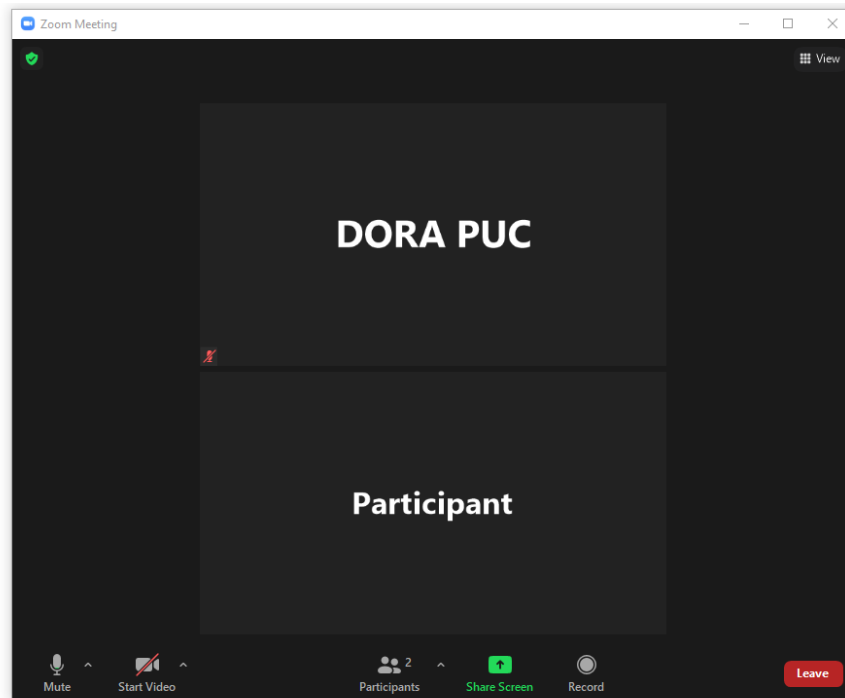 Zoom Meeting
View
DORA PUC
Participant
2
Mute
Start Video
Participants
Share Screen
Record
Leave